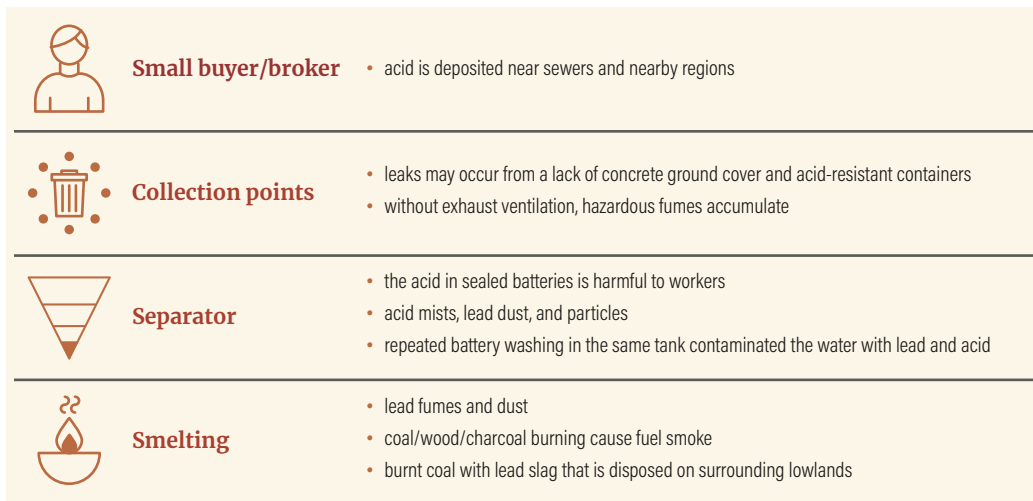 Small buyer/broker
• acid is deposited near sewers and nearby regions
Collection points
• leaks may occur from a lack of concrete ground cover and acid-resistant containers
• without exhaust ventilation, hazardous fumes accumulate
Separator
• the acid in sealed batteries is harmful to workers
• acid mists, lead dust, and particles
• repeated battery washing in the same tank contaminated the water with lead and acid
Smelting
• lead fumes and dust
• coal/wood/charcoal burning cause fuel smoke
• burnt coal with lead slag that is disposed on surrounding lowlands